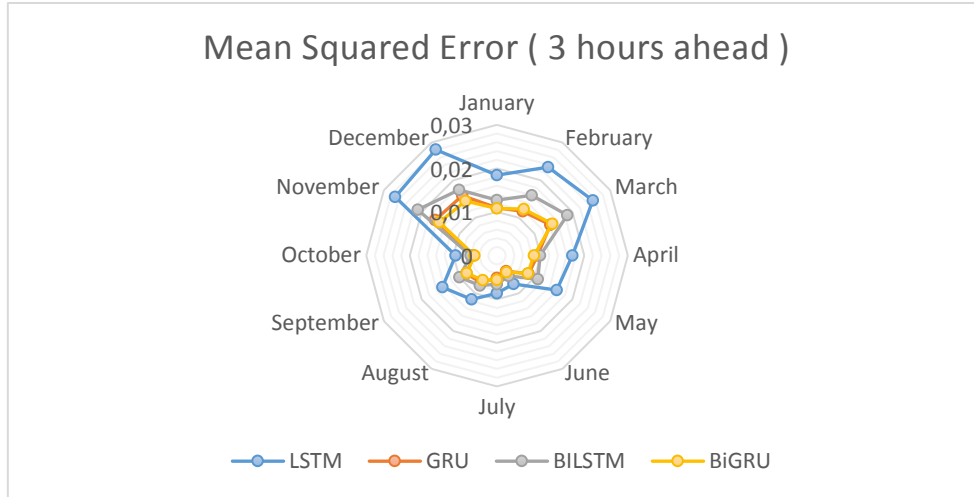 Mean Squared Error ( 3 hours ahead )
January
February
March
April
May
June
July
August
September
October
November
December
0,03
0,02
0,01
0
LSTM GRU BILSTM BiGRU